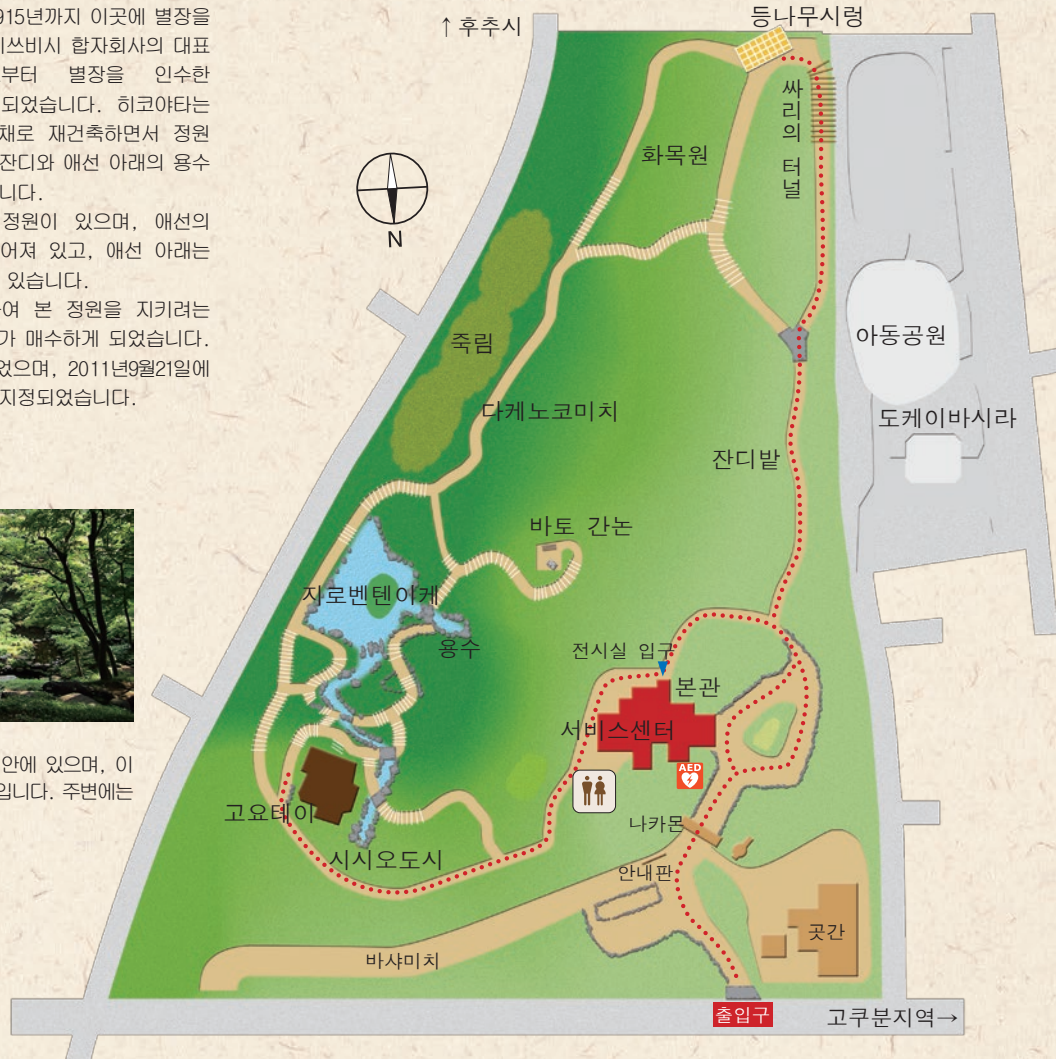 915년까지 이곳에 별장을
쓰비시 합자회사의 대표
부터 별장을 인수한
되었습니다. 히코야타는
채로 재건축하면서 정원
잔디와 애선 아래의 용수
니다.
정원이 있으며, 애선의
어져 있고, 애선 아래는
있습니다.
여 본 정원을 지키려는
가 매수하게 되었습니다.
었으며, 2011년9월21일에
지정되었습니다.
안에 있으며, 이
입니다. 주변에는
↑ 후추시
등나무시렁
싸리의 터널
화목원
N
죽림
아동공원
다케노코미치
도케이바시라
잔디밭
바토 간논
지로벤텐이케
용수
전시실 입구
본관
서비스센터
AED
고요테이
나카몬
시시오도시
안내판
곳간
바샤미치
출입구
고쿠분지역→